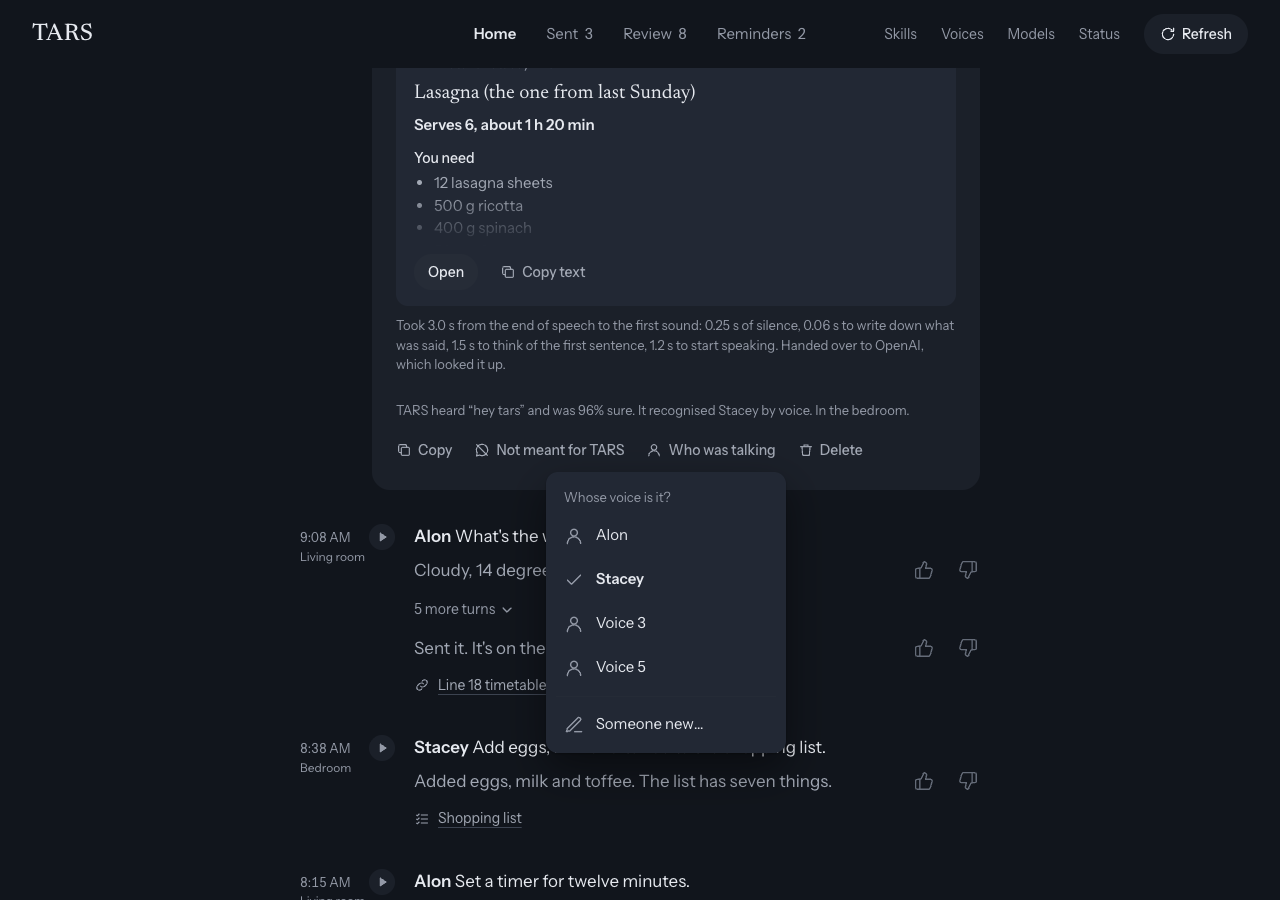 TARS
Home
Sent 3
Review 8
Reminders 2
Skills
Voices
Models
Status
Refresh
Lasagna (the one from last Sunday)
Serves 6, about 1 h 20 min
You need
12 lasagna sheets
500 g ricotta
400 g spinach
Open
Copy text
Took 3.0 s from the end of speech to the first sound: 0.25 s of silence, 0.06 s to write down what
was said, 1.5 s to think of the first sentence, 1.2 s to start speaking. Handed over to OpenAI,
which looked it up.
TARS heard “hey tars” and was 96% sure. It recognised Stacey by voice. In the bedroom.
Copy
Not meant for TARS
Who was talking
Delete
Whose voice is it?
Alon
Stacey
Voice 3
Voice 5
Someone new...
9:08 AM
Living room
Alon What's the
Cloudy, 14
5 more turns
Sent it. It's on the
Line 18 timetable
8:38 AM
Bedroom
Stacey Add eggs, list.
Added eggs, milk and toffee. The list has seven things.
Shopping list
8:15 AM
Alon Set a timer for twelve minutes.